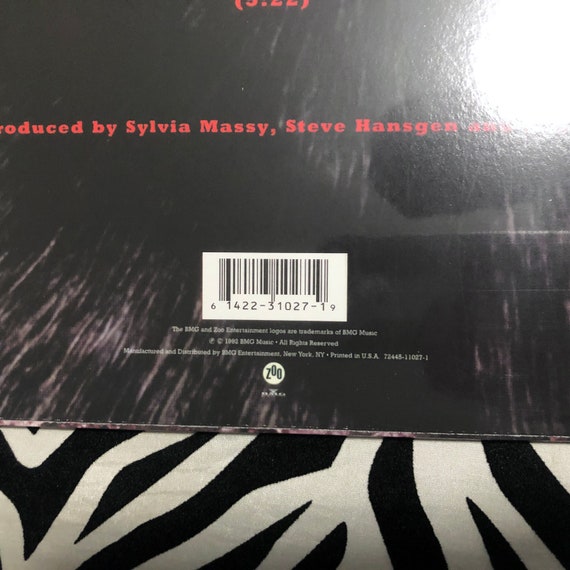 (5:22)
roduced by Sylvia Massy, Steve Hansgen
6 1422-31027-1 9
The BMG and Zoo Entertainment logos are trademarks of BMG Music
℗ © 1992 BMG Music • All Rights Reserved
Manufactured and Distributed by BMG Entertainment, New York, NY • Printed in U.S.A. 72445-11027-1
ZOO
BMG